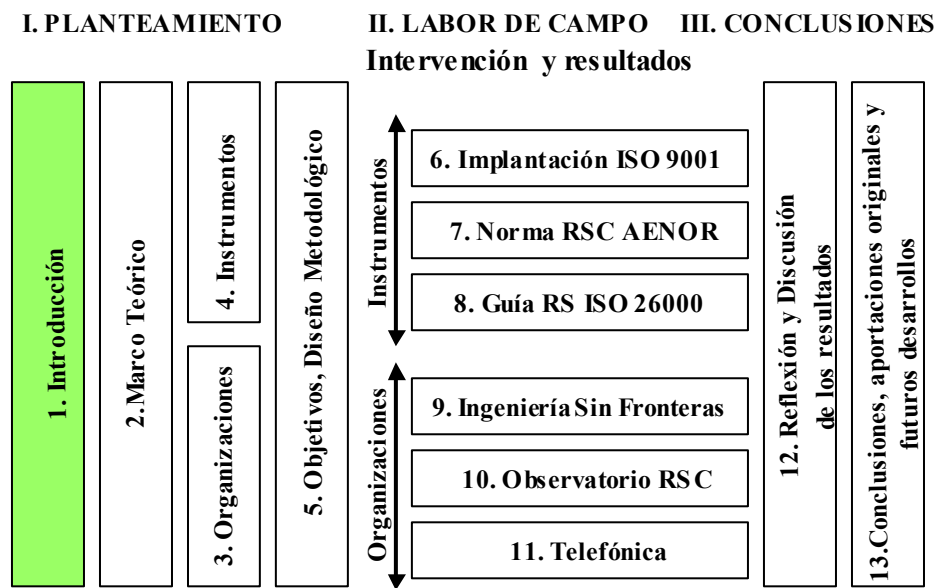 I. PLANTEAMIENTO
II. LABOR DE CAMPO
III. CONCLUSIONES
Intervención y resultados
1. Introducción
2.Marco Teórico
4. Instrumentos
3. Organizaciones
5. Objetivos, Diseño Metodológico
Instrumentos
6. Implantación ISO 9001
7. Norma RSC AENOR
8. Guía RS ISO 26000
Organizaciones
9. Ingeniería Sin Fronteras
10. Observatorio RSC
11. Telefónica
12. Reflexión y Discusión
de los resultados
13.Conclusiones, aportaciones originales y
futuros desarrollos